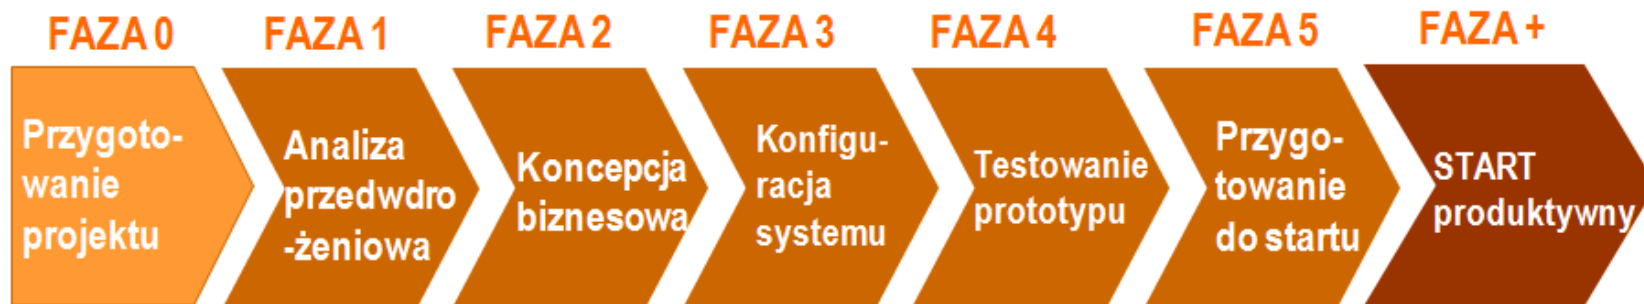 FAZA 0
Przygoto-
wanie
projektu
FAZA 1
Analiza
przedwdro
-żeniowa
FAZA 2
Koncepcja
biznesowa
FAZA 3
Konfigu-
racja
systemu
FAZA 4
Testowanie
prototypu
FAZA 5
Przygo-
towanie
do startu
FAZA +
START
produktywny